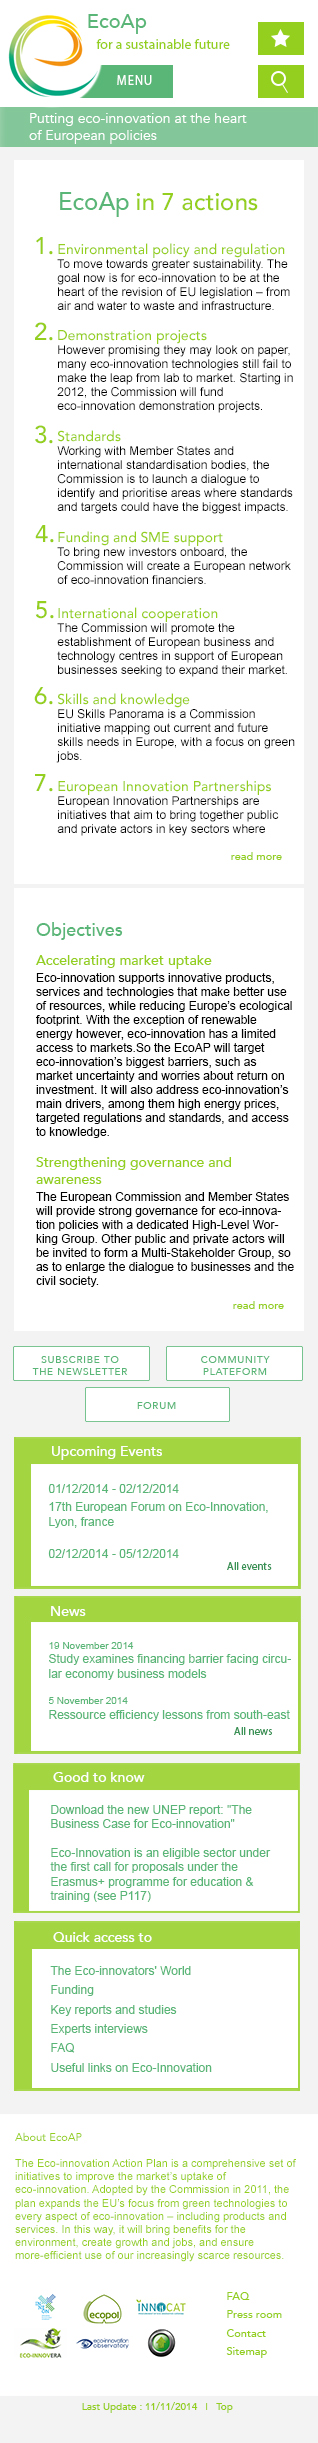 EcoAp
for a sustainable future
MENU
Putting eco-innovation at the heart
of European policies
EcoAp in 7 actions
1. Environmental policy and regulation
To move towards greater sustainability. The
goal now is for eco-innovation to be at the
heart of the revision of EU legislation – from
air and water to waste and infrastructure.
2. Demonstration projects
However promising they may look on paper,
many eco-innovation technologies still fail to
make the leap from lab to market. Starting in
2012, the Commission will fund
eco-innovation demonstration projects.
3. Standards
Working with Member States and
international standardisation bodies, the
Commission is to launch a dialogue to
identify and prioritise areas where standards
and targets could have the biggest impacts.
4. Funding and SME support
To bring new investors onboard, the
Commission will create a European network
of eco-innovation financiers.
5. International cooperation
The Commission will promote the
establishment of European business and
technology centres in support of European
businesses seeking to expand their market.
6. Skills and knowledge
EU Skills Panorama is a Commission
initiative mapping out current and future
skills needs in Europe, with a focus on green
jobs.
7. European Innovation Partnerships
European Innovation Partnerships are
initiatives that aim to bring together public
and private actors in key sectors where
read more
Objectives
Accelerating market uptake
Eco-innovation supports innovative products,
services and technologies that make better use
of resources, while reducing Europe's ecological
footprint. With the exception of renewable
energy however, eco-innovation has a limited
access to markets.So the EcoAP will target
eco-innovation's biggest barriers, such as
market uncertainty and worries about return on
investment. It will also address eco-innovation's
main drivers, among them high energy prices,
targeted regulations and standards, and access
to knowledge.
Strengthening governance and
awareness
The European Commission and Member States
will provide strong governance for eco-innova-
tion policies with a dedicated High-Level Wor-
king Group. Other public and private actors will
be invited to form a Multi-Stakeholder Group, so
as to enlarge the dialogue to businesses and the
civil society.
read more
SUBSCRIBE TO
THE NEWSLETTER
COMMUNITY
PLATEFORM
FORUM
Upcoming Events
01/12/2014 - 02/12/2014
17th European Forum on Eco-Innovation,
Lyon, france
02/12/2014 - 05/12/2014
All events
News
19 November 2014
Study examines financing barrier facing circu-
lar economy business models
5 November 2014
Ressource efficiency lessons from south-east
All news
Good to know
Download the new UNEP report: "The
Business Case for Eco-innovation"
Eco-Innovation is an eligible sector under
the first call for proposals under the
Erasmus+ programme for education &
training (see P117)
Quick access to
The Eco-innovators' World
Funding
Key reports and studies
Experts interviews
FAQ
Useful links on Eco-Innovation
About EcoAP
The Eco-innovation Action Plan is a comprehensive set of
initiatives to improve the market's uptake of
eco-innovation. Adopted by the Commission in 2011, the
plan expands the EU's focus from green technologies to
every aspect of eco-innovation – including products and
services. In this way, it will bring benefits for the
environment, create growth and jobs, and ensure
more-efficient use of our increasingly scarce resources.
ecopol
INNOCAT
ECO-INNOVERA
ecoinnovation
observatory
FAQ
Press room
Contact
Sitemap
Last Update : 11/11/2014 I Top